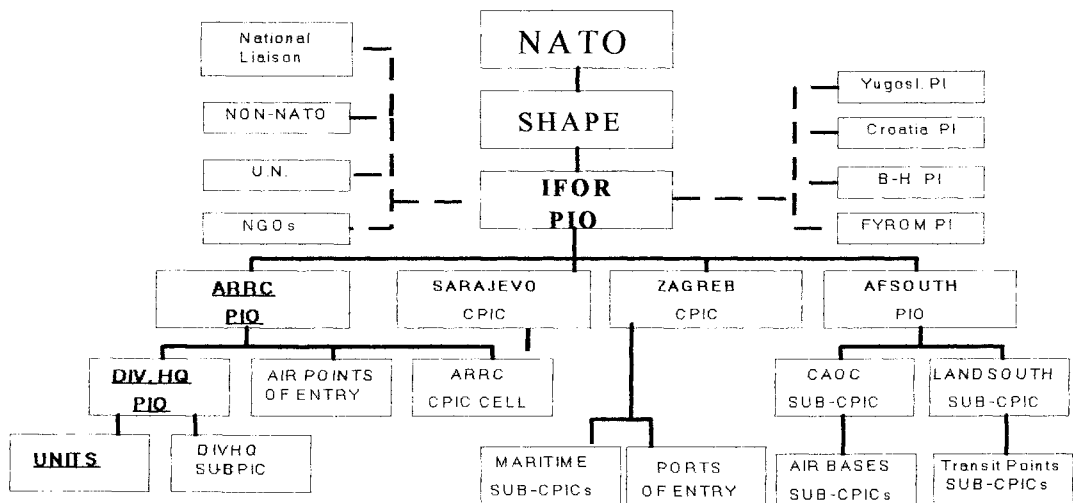 NATO
SHAPE
IFOR
PIO
National
Liaison
NON-NATO
U.N.
NGOs
Yugosl. PI
Croatia PI
B-H PI
FYROM PI
ARRC
PIO
SARAJEVO
CPIC
ZAGREB
CPIC
AFSOUTH
PIO
DIV. HQ
PIO
AIR POINTS
OF ENTRY
ARRC
CPIC CELL
CAOC
SUB-CPIC
LANDSOUTH
SUB-CPIC
UNITS
DIVHQ
SUBPIC
MARITIME
SUB-CPICs
PORTS
OF ENTRY
AIR BASES
SUB-CPICs
Transit Points
SUB-CPICs